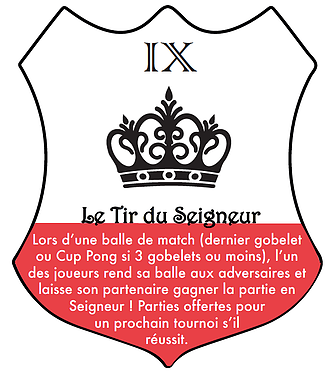 IX
Le Tir du Seigneur
Lors d'une balle de match (dernier gobelet
ou Cup Pong si 3 gobelets ou moins), l'un
des joueurs rend sa balle aux adversaires et
laisse son partenaire gagner la partie en
Seigneur ! Parties offertes pour
un prochain tournoi s'il
réussit.